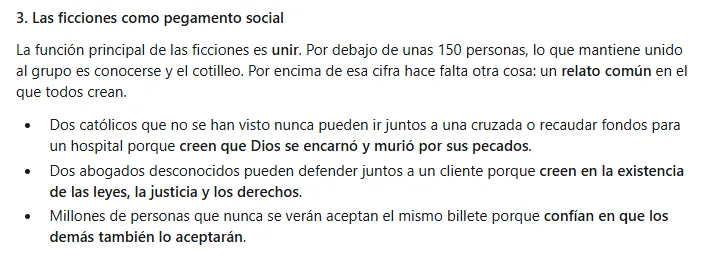 3. Las ficciones como pegamento social
La función principal de las ficciones es unir. Por debajo de unas 150 personas, lo que mantiene unido
al grupo es conocerse y el cotilleo. Por encima de esa cifra hace falta otra cosa: un relato común en el
que todos crean.
• Dos católicos que no se han visto nunca pueden ir juntos a una cruzada o recaudar fondos para
un hospital porque creen que Dios se encarnó y murió por sus pecados.
• Dos abogados desconocidos pueden defender juntos a un cliente porque creen en la existencia
de las leyes, la justicia y los derechos.
• Millones de personas que nunca se verán aceptan el mismo billete porque confían en que los
demás también lo aceptarán.